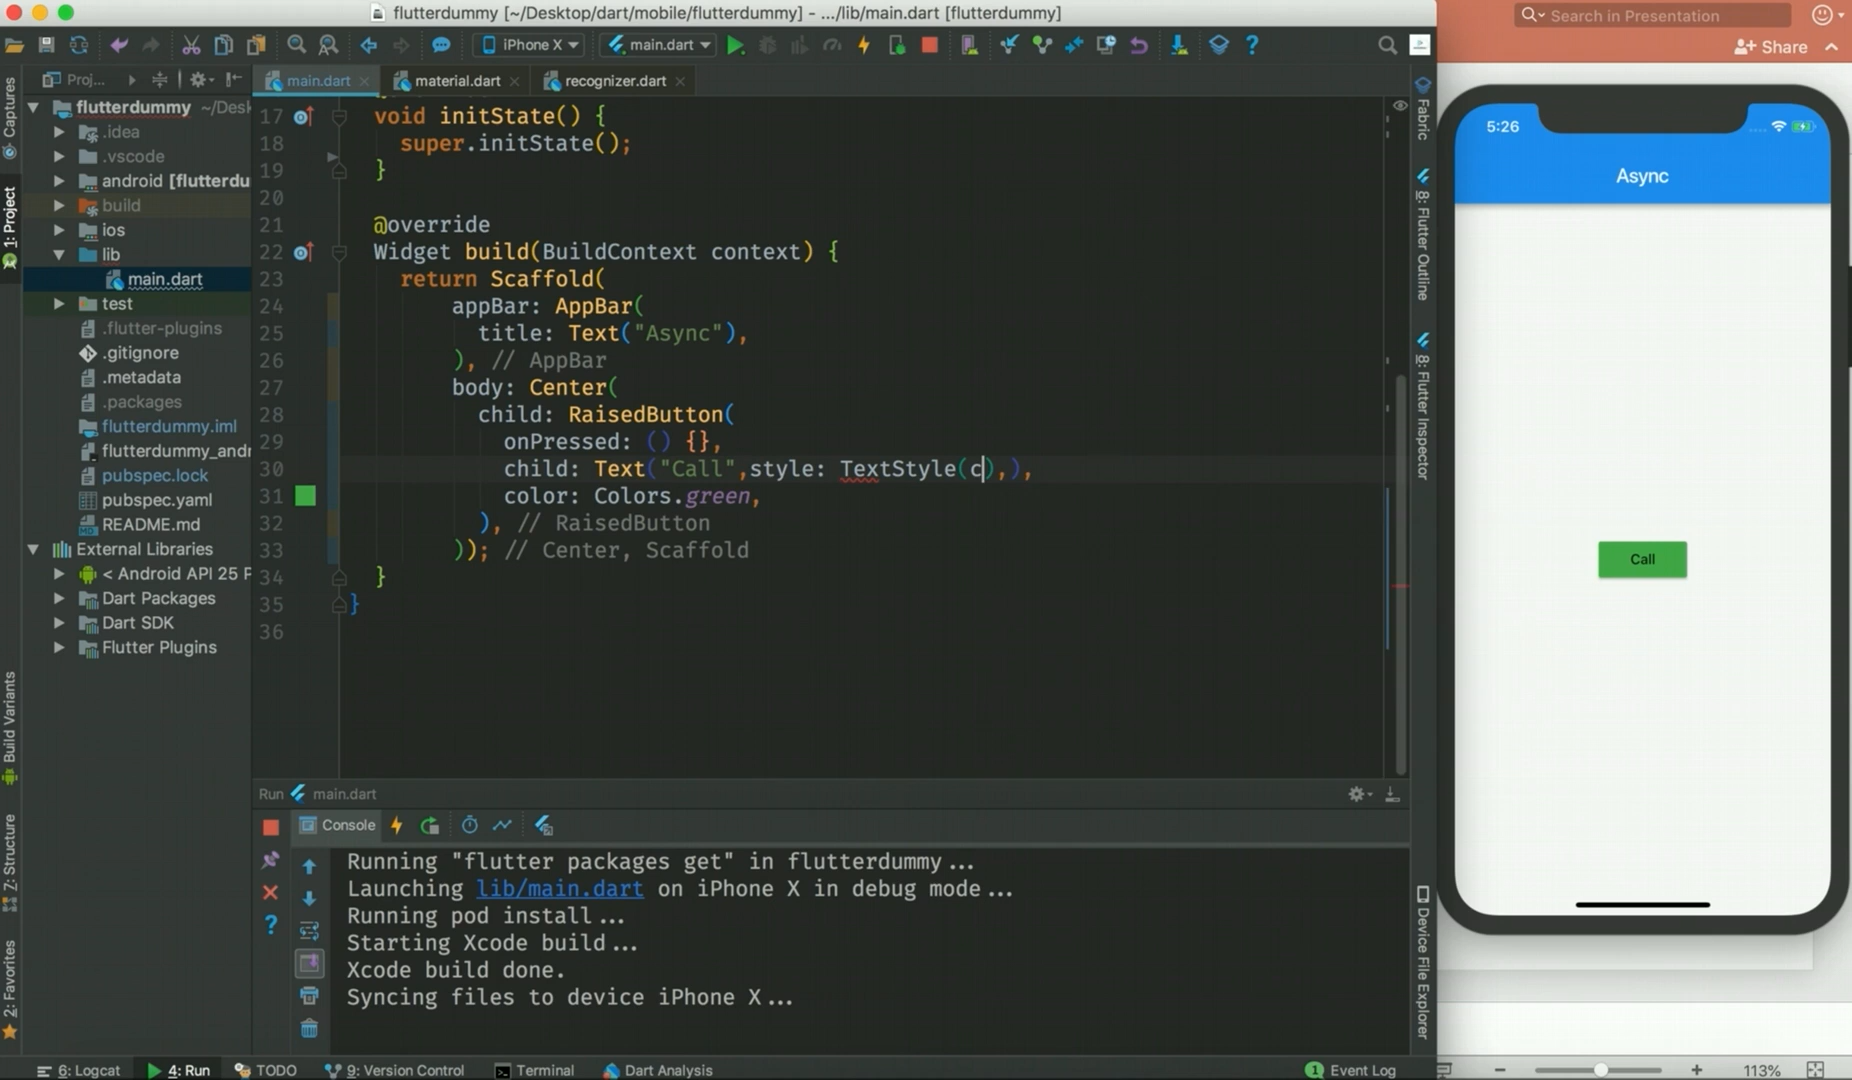 flutterdummy [~/Desktop/dart/mobile/flutterdummy] - .../lib/main.dart [flutterdummy]
Search in Presentation
Share
iPhone X
main.dart
Proj...
main.dart
material.dart
recognizer.dart
Captures
1: Project
Build Variants
7: Structure
2: Favorites
flutterdummy ~/Desk
.idea
.vscode
android [flutterdu
build
ios
lib
main.dart
test
.flutter-plugins
.gitignore
.metadata
.packages
flutterdummy.iml
flutterdummy_andr
pubspec.lock
pubspec.yaml
README.md
External Libraries
< Android API 25 P
Dart Packages
Dart SDK
Flutter Plugins
17 void initState() {
18 super.initState();
19 }
20
21 @override
22 Widget build(BuildContext context) {
23 return Scaffold(
24 appBar: AppBar(
25 title: Text("Async"),
26 ), // AppBar
27 body: Center(
28 child: RaisedButton(
29 onPressed: () {},
30 child: Text("Call",style: TextStyle(c),),
31 color: Colors.green,
32 ), // RaisedButton
33 )); // Center, Scaffold
34 }
35 }
36
Fabric
8: Flutter Outline
8: Flutter Inspector
Device File Explorer
5:26
Async
Call
Run main.dart
Console
Running "flutter packages get" in flutterdummy...
Launching lib/main.dart on iPhone X in debug mode...
Running pod install...
Starting Xcode build...
Xcode build done.
Syncing files to device iPhone X...
6: Logcat
4: Run
TODO
9: Version Control
Terminal
Dart Analysis
1 Event Log
113%